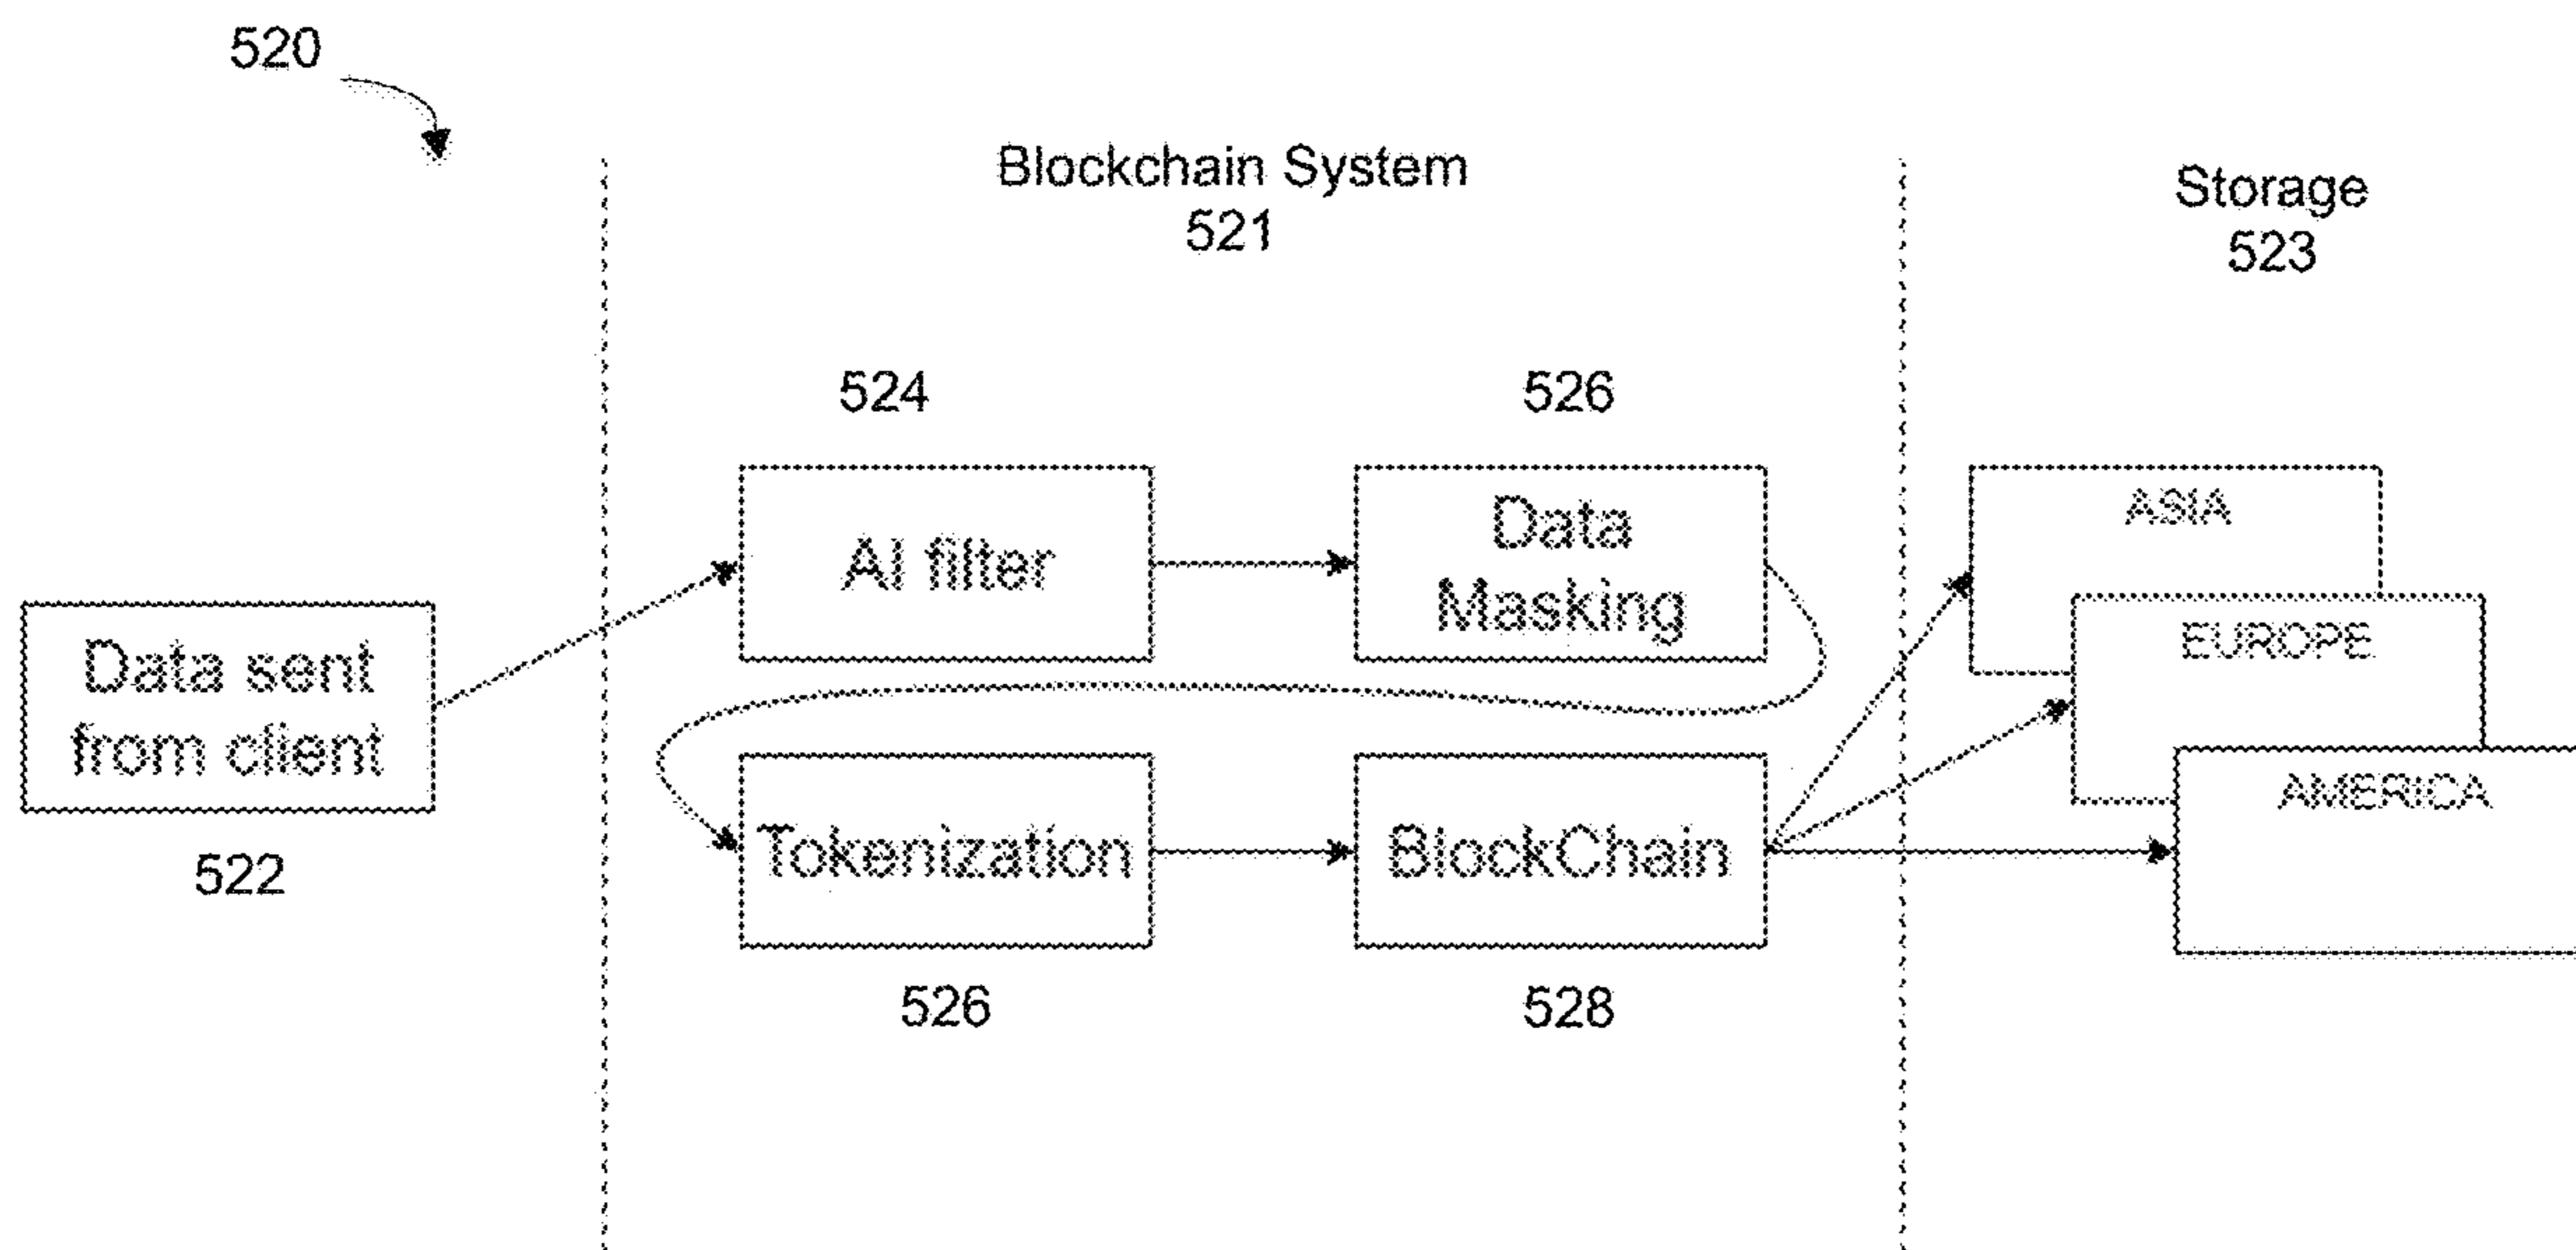 520
Blockchain System
521
Storage
523
524
526
AI filter
Data
Masking
ASIA
EUROPE
AMERICA
Data sent
from client
522
Tokenization
BlockChain
526
528